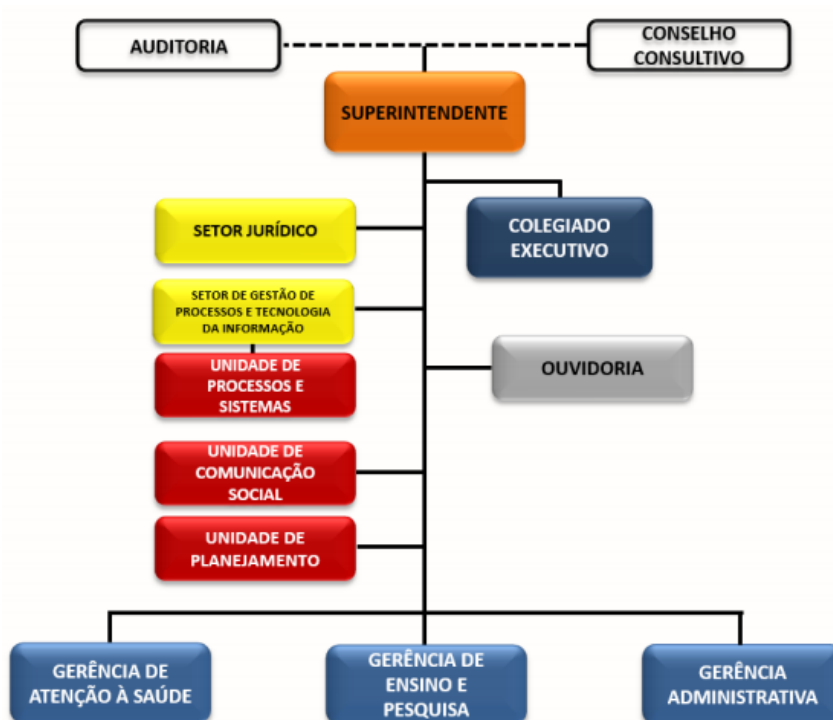 AUDITORIA
CONSELHO
CONSULTIVO
SUPERINTENDENTE
SETOR JURÍDICO
COLEGIADO
EXECUTIVO
SETOR DE GESTÃO DE
PROCESSOS E TECNOLOGIA
DA INFORMAÇÃO
UNIDADE DE
PROCESSOS E
SISTEMAS
OUVIDORIA
UNIDADE DE
COMUNICAÇÃO
SOCIAL
UNIDADE DE
PLANEJAMENTO
GERÊNCIA DE
ATENÇÃO À SAÚDE
GERÊNCIA DE
ENSINO E
PESQUISA
GERÊNCIA
ADMINISTRATIVA